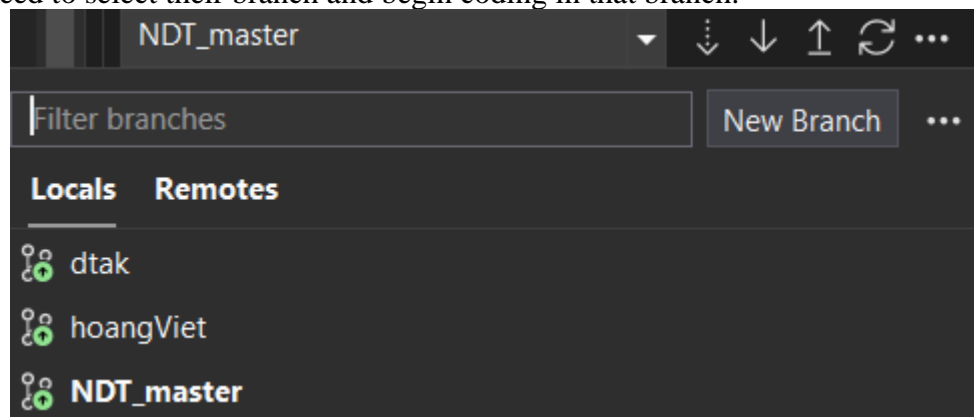 to select their branch and begin coding in that branch.
NDT_master
Filter branches New Branch
Locals Remotes
dtak
hoangViet
NDT_master